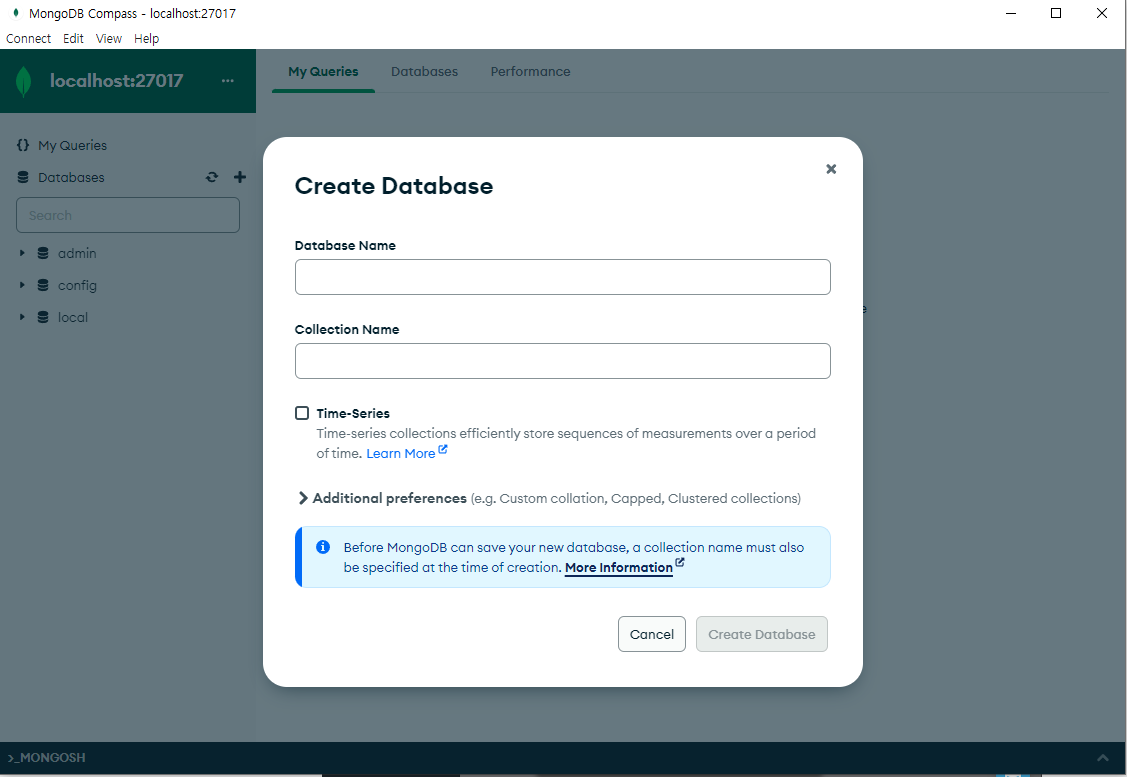 MongoDB Compass - localhost:27017
Connect Edit View Help
localhost:27017 ...
My Queries Databases Performance
{} My Queries
Databases
Search
admin
config
local
Create Database
Database Name
Collection Name
Time-Series
Time-series collections efficiently store sequences of measurements over a period
of time. Learn More
Additional preferences (e.g. Custom collation, Capped, Clustered collections)
Before MongoDB can save your new database, a collection name must also
be specified at the time of creation. More Information
Cancel Create Database
>_MONGOSH